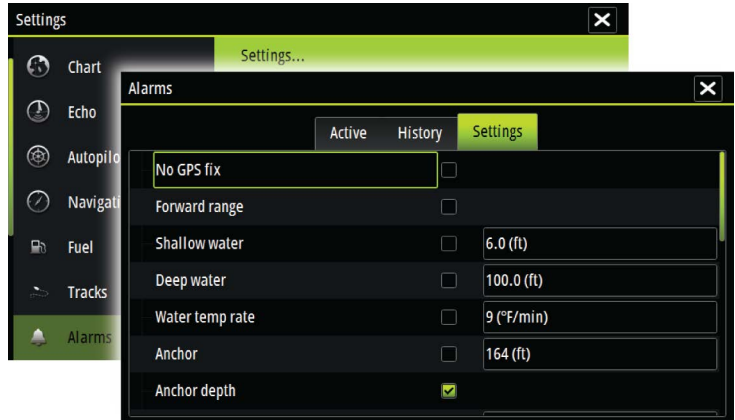 Settings
Settings...
Chart
Echo
Autopilo
Navigati
Fuel
Tracks
Alarms
Alarms
Active History Settings
No GPS fix
Forward range
Shallow water 6.0 (ft)
Deep water 100.0 (ft)
Water temp rate 9 (°F/min)
Anchor 164 (ft)
Anchor depth